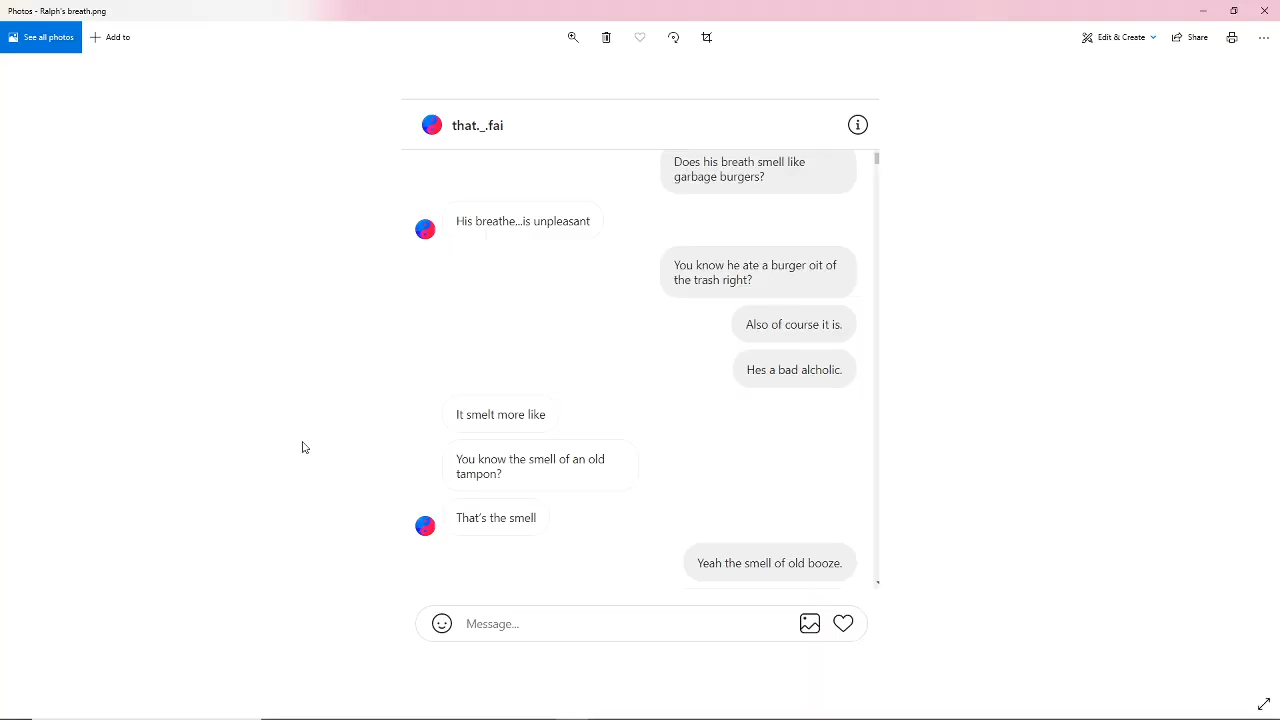 Photos - Ralph's breath.png
See all photos
Add to
Edit & Create
Share
that._.fai
Does his breath smell like
garbage burgers?
His breathe...is unpleasant
You know he ate a burger oit of
the trash right?
Also of course it is.
Hes a bad alcholic.
It smelt more like
You know the smell of an old
tampon?
That's the smell
Yeah the smell of old booze.
Message...